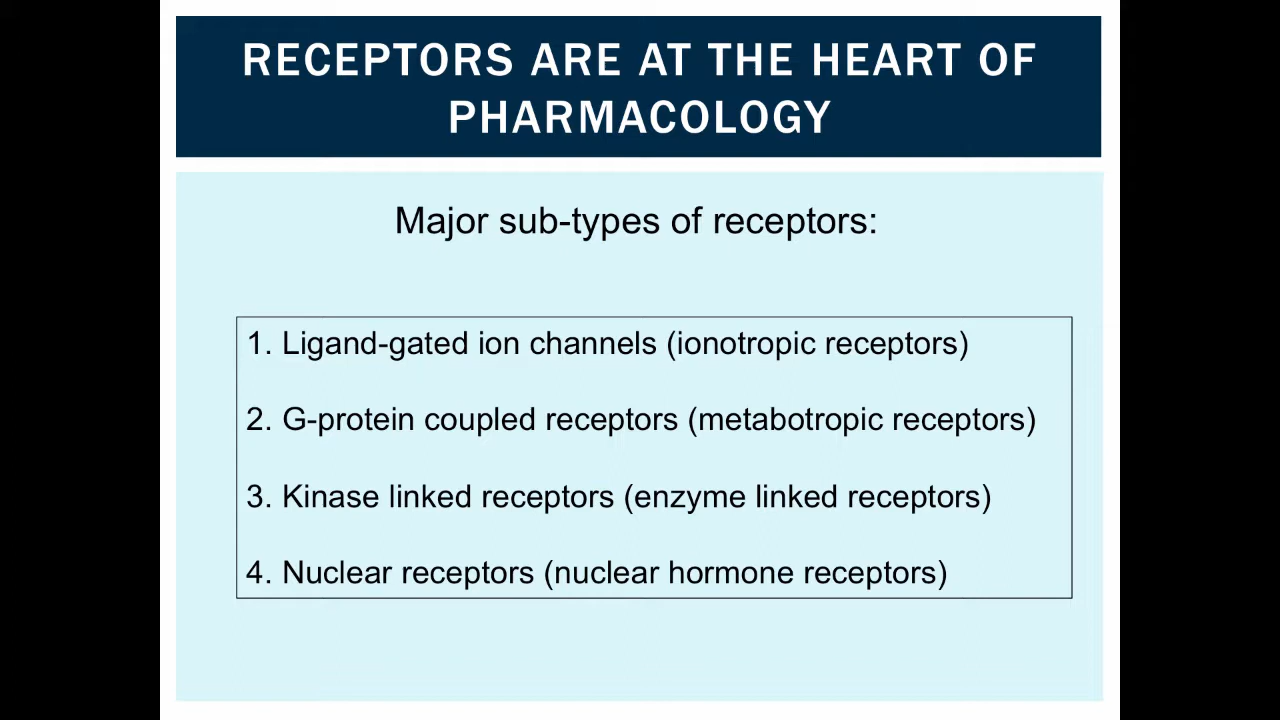 RECEPTORS ARE AT THE HEART OF
PHARMACOLOGY
Major sub-types of receptors:
1. Ligand-gated ion channels (ionotropic receptors)
2. G-protein coupled receptors (metabotropic receptors)
3. Kinase linked receptors (enzyme linked receptors)
4. Nuclear receptors (nuclear hormone receptors)